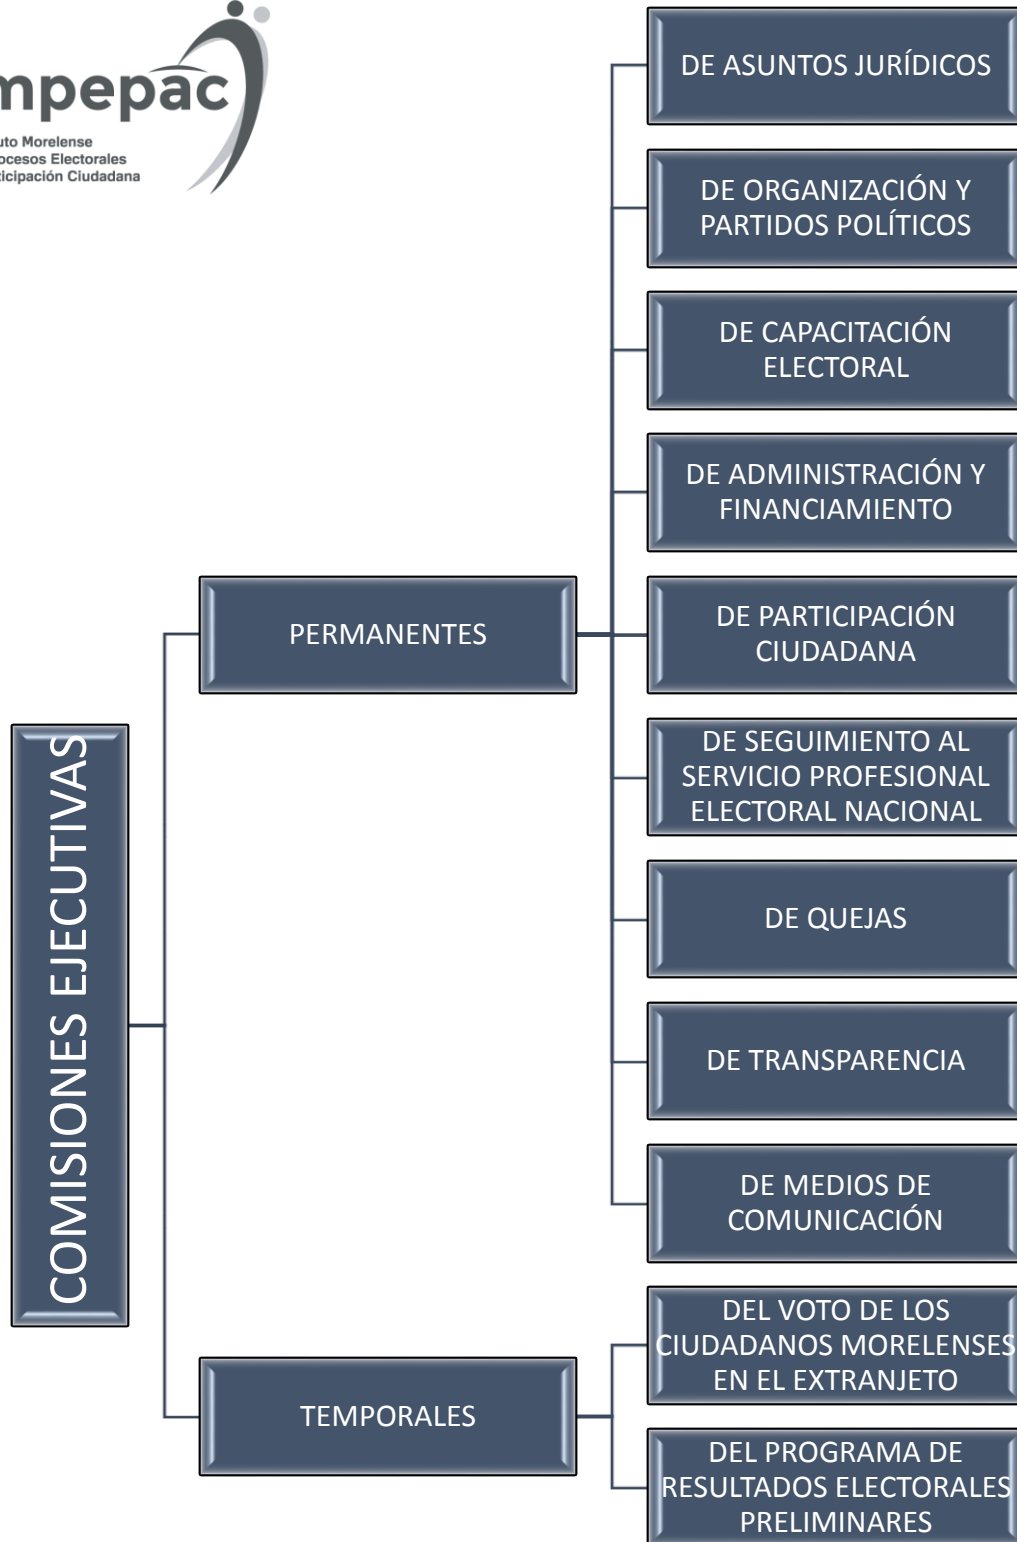 mpepac
uto Morelense
ocesos Electorales
ticipación Ciudadana
COMISIONES EJECUTIVAS
PERMANENTES
DE ASUNTOS JURÍDICOS
DE ORGANIZACIÓN Y
PARTIDOS POLÍTICOS
DE CAPACITACIÓN
ELECTORAL
DE ADMINISTRACIÓN Y
FINANCIAMIENTO
DE PARTICIPACIÓN
CIUDADANA
DE SEGUIMIENTO AL
SERVICIO PROFESIONAL
ELECTORAL NACIONAL
DE QUEJAS
DE TRANSPARENCIA
DE MEDIOS DE
COMUNICACIÓN
TEMPORALES
DEL VOTO DE LOS
CIUDADANOS MORELENSES
EN EL EXTRANJETO
DEL PROGRAMA DE
RESULTADOS ELECTORALES
PRELIMINARES